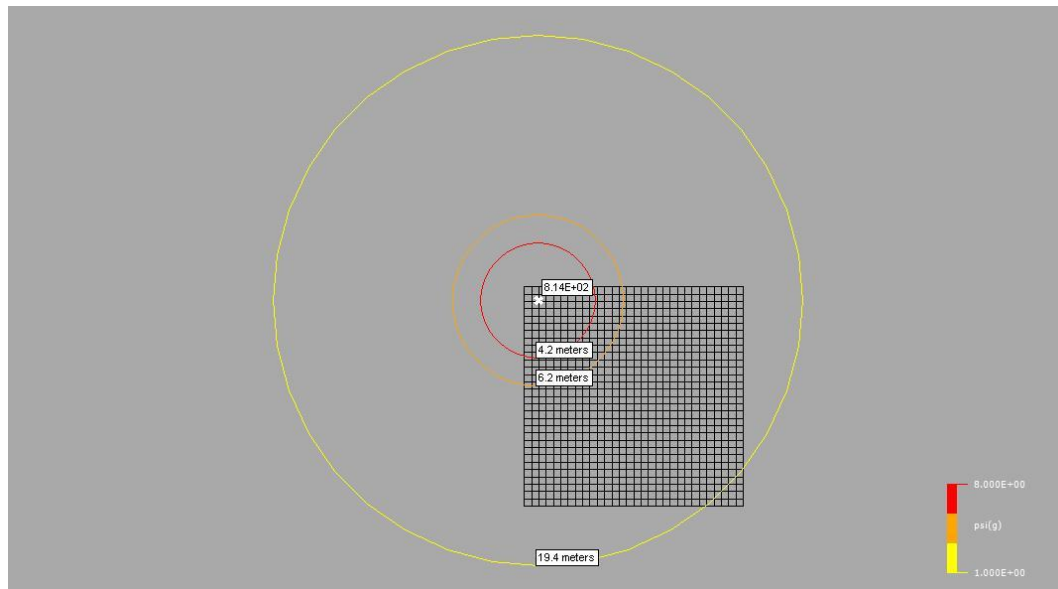 8.14E+02
4.2 meters
6.2 meters
19.4 meters
8.000E+00
psi(g)
1.000E+00